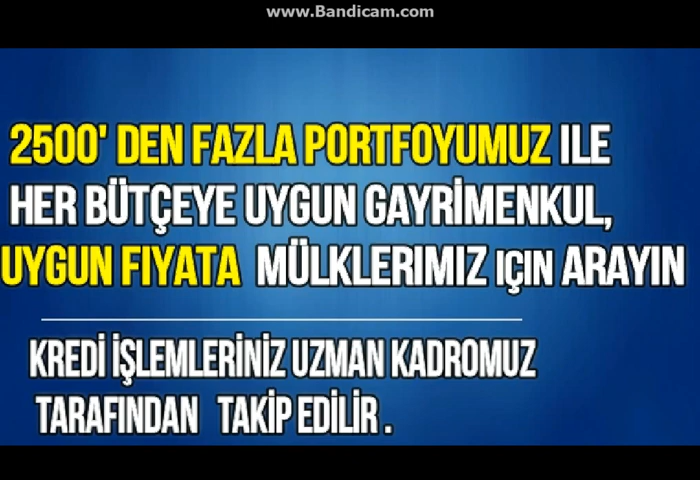 www.Bandicam.com
2500' DEN FAZLA PORTFOYUMUZ ILE
HER BÜTÇEYE UYGUN GAYRİMENKUL,
UYGUN FIYATA MÜLKLERIMIZ IÇIN ARAYIN
KREDİ İŞLEMLERİNİZ UZMAN KADROMUZ
TARAFINDAN TAKİP EDİLİR .